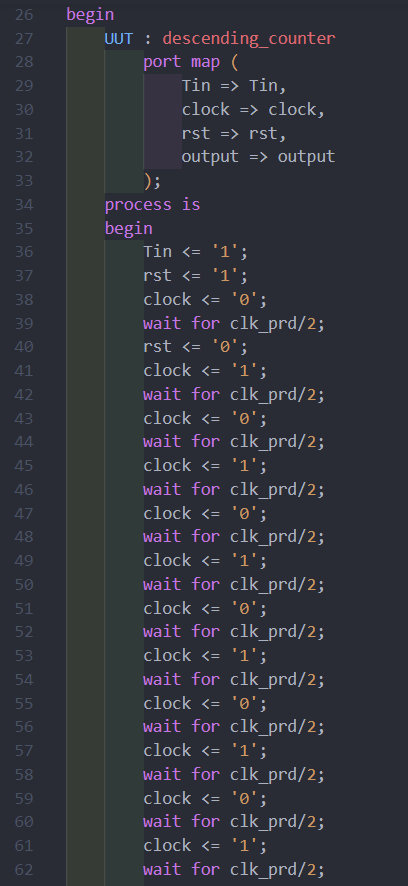 26 begin
27 UUT : descending_counter
28 port map (
29 Tin => Tin,
30 clock => clock,
31 rst => rst,
32 output => output
33 );
34 process is
35 begin
36 Tin <= '1';
37 rst <= '1';
38 clock <= '0';
39 wait for clk_prd/2;
40 rst <= '0';
41 clock <= '1';
42 wait for clk_prd/2;
43 clock <= '0';
44 wait for clk_prd/2;
45 clock <= '1';
46 wait for clk_prd/2;
47 clock <= '0';
48 wait for clk_prd/2;
49 clock <= '1';
50 wait for clk_prd/2;
51 clock <= '0';
52 wait for clk_prd/2;
53 clock <= '1';
54 wait for clk_prd/2;
55 clock <= '0';
56 wait for clk_prd/2;
57 clock <= '1';
58 wait for clk_prd/2;
59 clock <= '0';
60 wait for clk_prd/2;
61 clock <= '1';
62 wait for clk_prd/2;